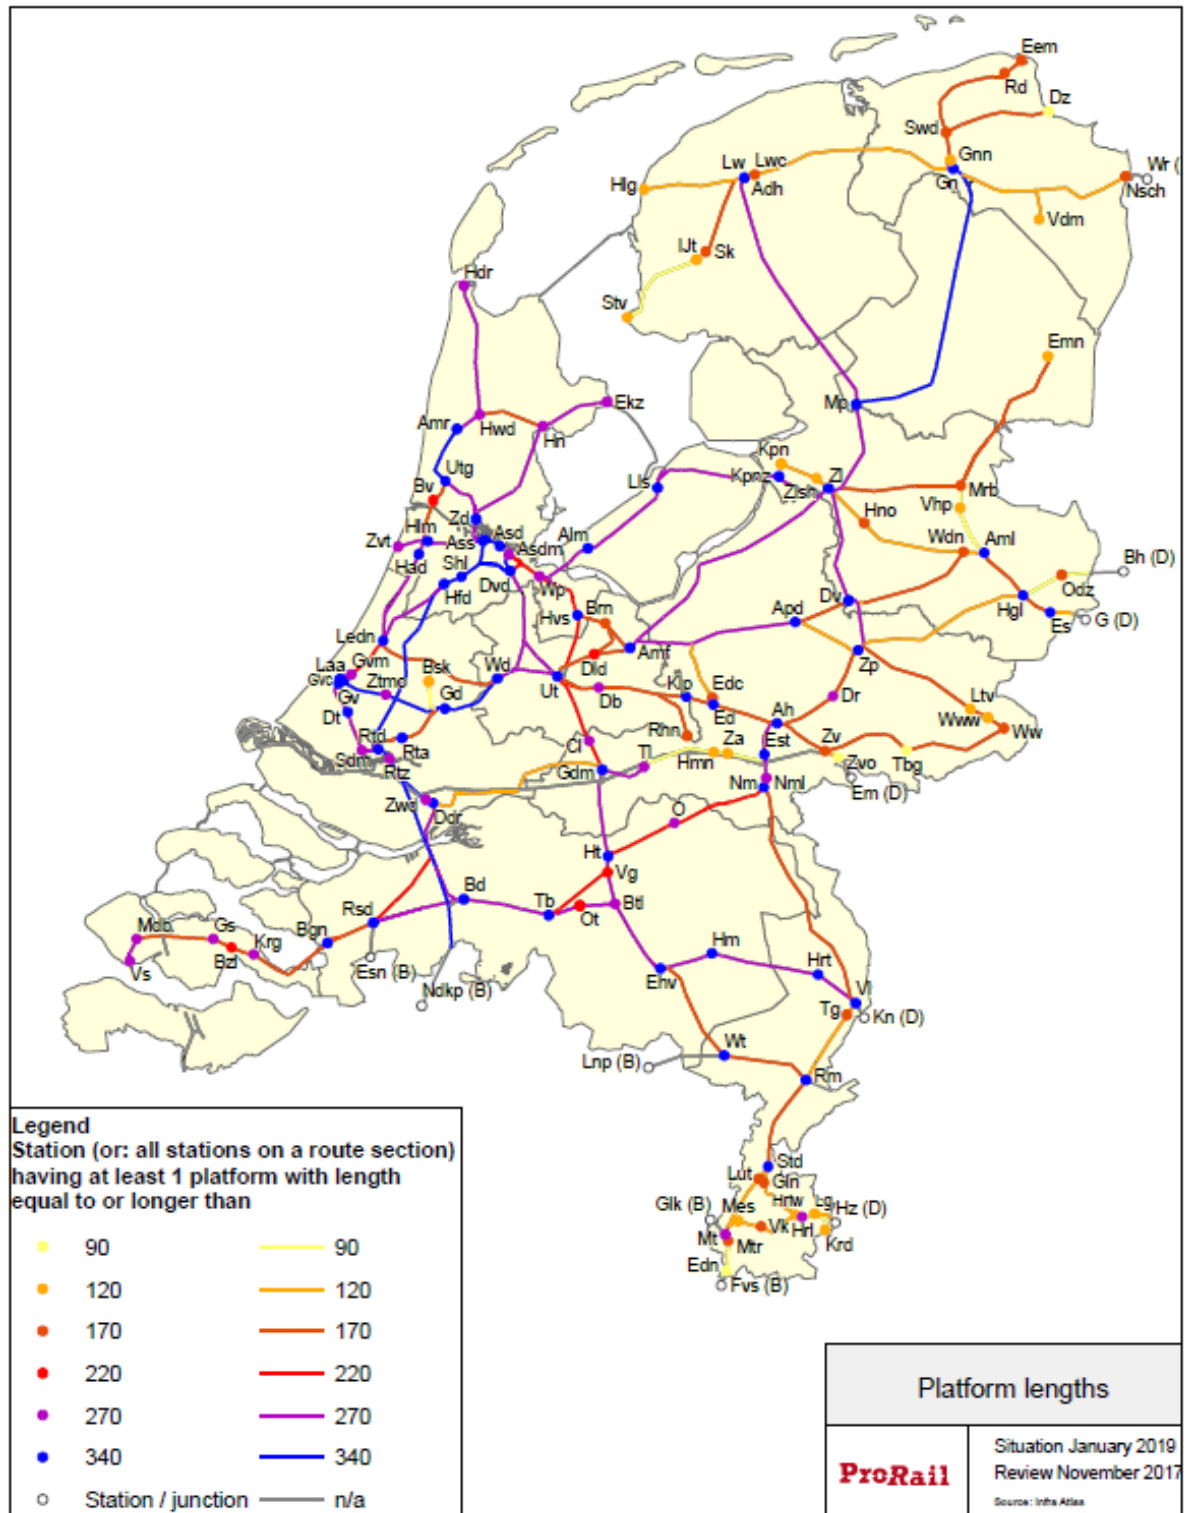 Eem
Rd
Dz
Swd
Gnn
Wr (
Lw
Lwc
Gn
Hlg
Adh
Nsch
Vdm
IJt
Sk
Hdr
Stv
Emn
Ekz
Mp
Amr
Hwd
Hn
Kpn
Utg
Lls
Kpnz
Zl
Bv
Zlsh
Mrb
Vhp
Hno
Zd
Hlm
Asd
Wdn
Aml
Zvt
Ass
Asdm
Alm
Bh (D)
Had
Shl
Dvd
Wp
Odz
Hfd
Dv
Hvs
Brn
Apd
Hgl
Es
G (D)
Ledn
Amf
Zp
Laa
Gvm
Bsk
Wd
Dld
Gvc
Ztmo
Ut
Klp
Edc
Ltv
Gv
Gd
Db
Ed
Dr
Www
Dt
Ah
Ww
Rhn
Rtd
Cl
Za
Est
Zv
Sdm
Rta
Tl
Hmn
Zvo
Tbg
Rtz
Gdm
Nm
Nml
Em (D)
Zwd
Ddr
O
Ht
Vg
Bd
Tb
Btl
Rsd
Ot
Mdb
Gs
Krg
Bgn
Hm
Bzl
Vs
Esn (B)
Ehv
Hrt
Ndkp (B)
Vl
Tg
Kn (D)
Wt
Lnp (B)
Rm
Std
Lut
Gln
Glk (B)
Mes
Hrlw
Lg
Hz (D)
Vk
Hrl
Mt
Mtr
Krd
Edn
Fvs (B)
Legend
Station (or: all stations on a route section)
having at least 1 platform with length
equal to or longer than
90 90
120 120
170 170
220 220
270 270
340 340
Station / junction n/a
Platform lengths
ProRail
Situation January 2019
Review November 2017
Source: Infra Atlas